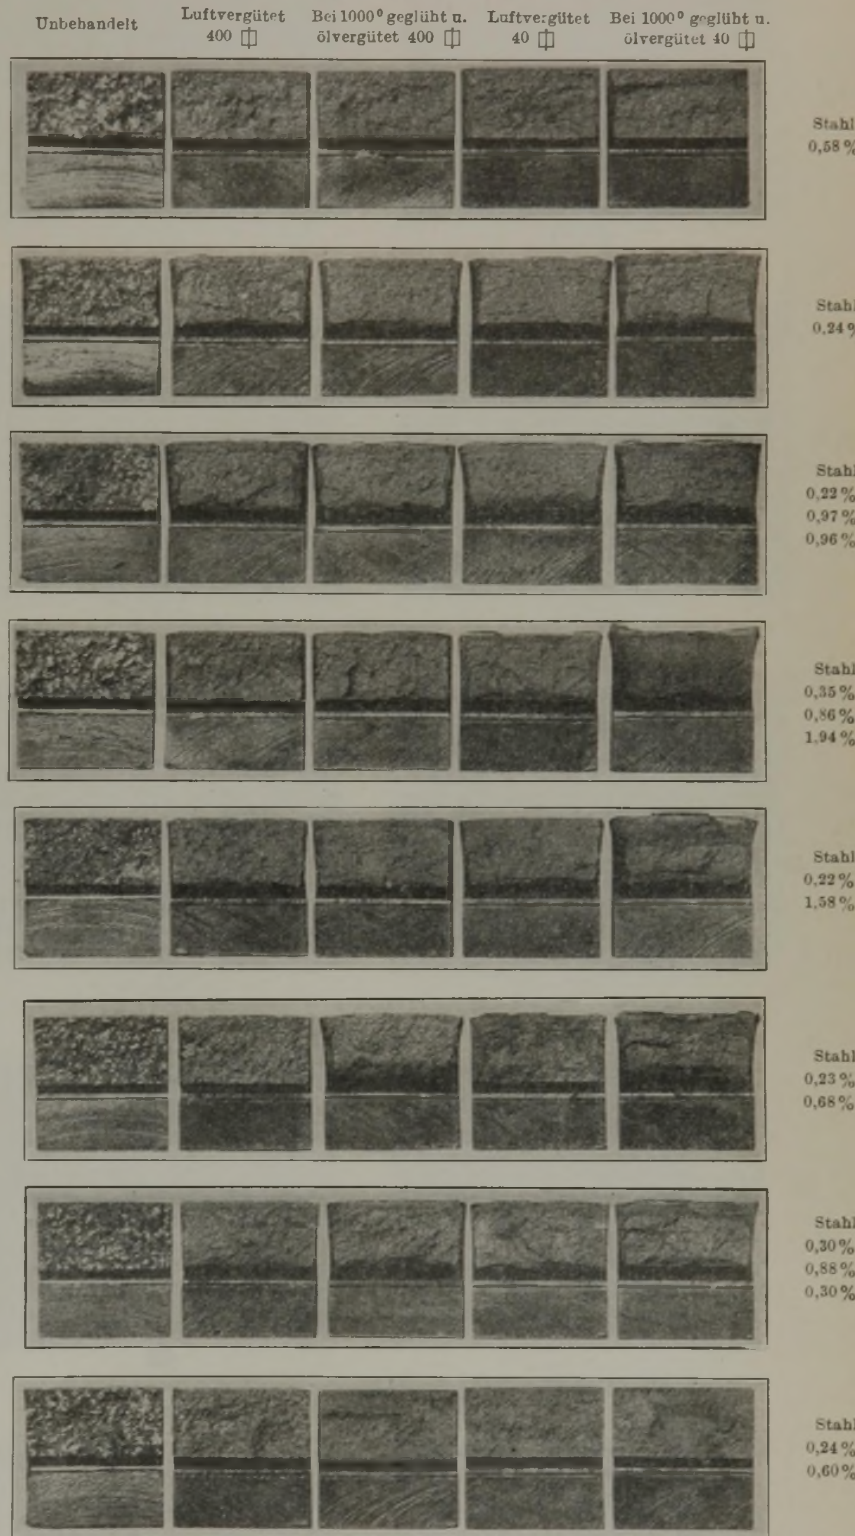 Unbehandelt
Luftvergütet
400 ⏛
Bei 1000° geglüht u.
ölvergütet 400 ⏛
Luftvergütet
40 ⏛
Bei 1000° geglüht u.
ölvergütet 40 ⏛
Stahl
0,58 %
Stahl
0,24 %
Stahl
0,22 %
0,97 %
0,96 %
Stahl
0,35 %
0,86 %
1,94 %
Stahl
0,22 %
1,58 %
Stahl
0,23 %
0,68 %
Stahl
0,30 %
0,88 %
0,30 %
Stahl
0,24 %
0,60 %